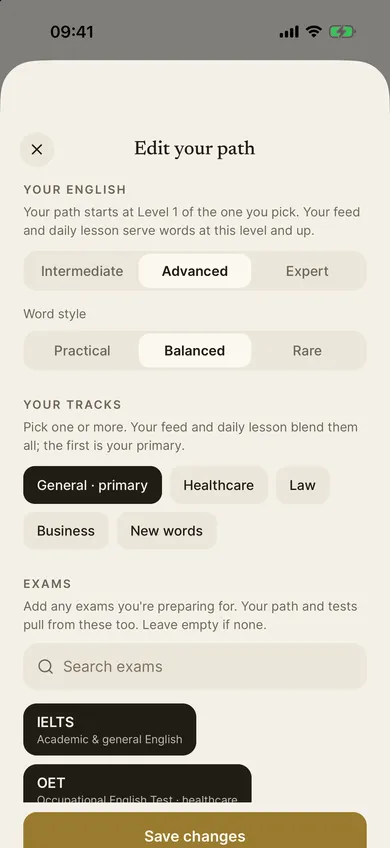 09:41
Edit your path
YOUR ENGLISH
Your path starts at Level 1 of the one you pick. Your feed
and daily lesson serve words at this level and up.
Intermediate
Advanced
Expert
Word style
Practical
Balanced
Rare
YOUR TRACKS
Pick one or more. Your feed and daily lesson blend them
all; the first is your primary.
General · primary
Healthcare
Law
Business
New words
EXAMS
Add any exams you're preparing for. Your path and tests
pull from these too. Leave empty if none.
Search exams
IELTS
Academic & general English
OET
Occupational English Test · healthcare
Save changes